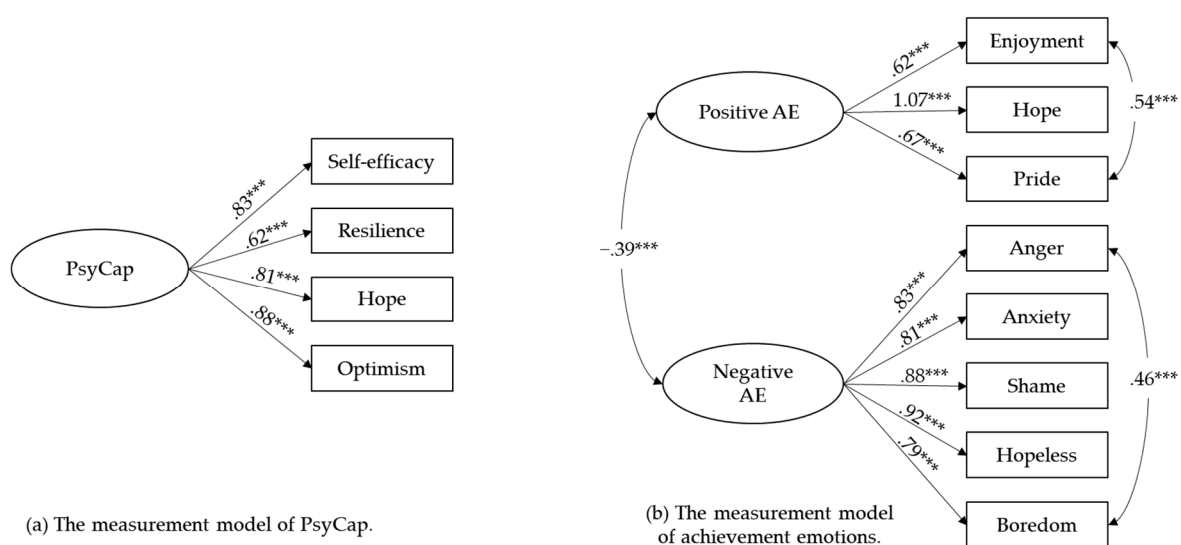 Self-efficacy
Resilience
Hope
Optimism
PsyCap
.83***
.62***
.81***
.88***
(a) The measurement model of PsyCap.
Enjoyment
Hope
Pride
Positive AE
.62***
1.07***
.67***
.54***
−.39***
Anger
Anxiety
Shame
Hopeless
Boredom
Negative
AE
.83***
.81***
.88***
.92***
.79***
.46***
(b) The measurement model
of achievement emotions.